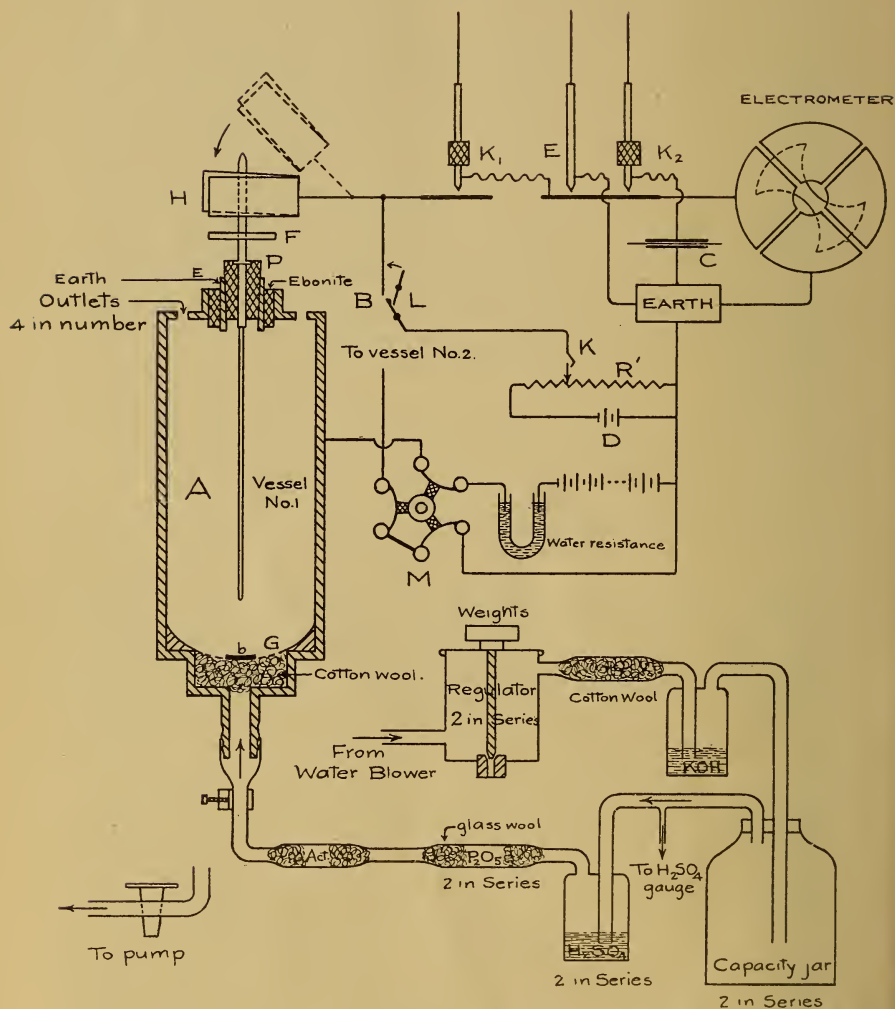 ELECTROMETER
K₁
E
K₂
H
F
P
E
Earth
Ebonite
Outlets
4 in number
C
EARTH
B
L
To vessel No.2.
K
R'
D
A
Vessel
No.1
Water resistance
M
Weights
b
G
Cotton wool.
Regulator
2 in Series
Cotton Wool
From
Water Blower
KOH
glass wool
Act.
P₂O₅
2 in Series
To H₂SO₄
gauge
To pump
H₂SO₄
2 in Series
Capacity jar
2 in Series